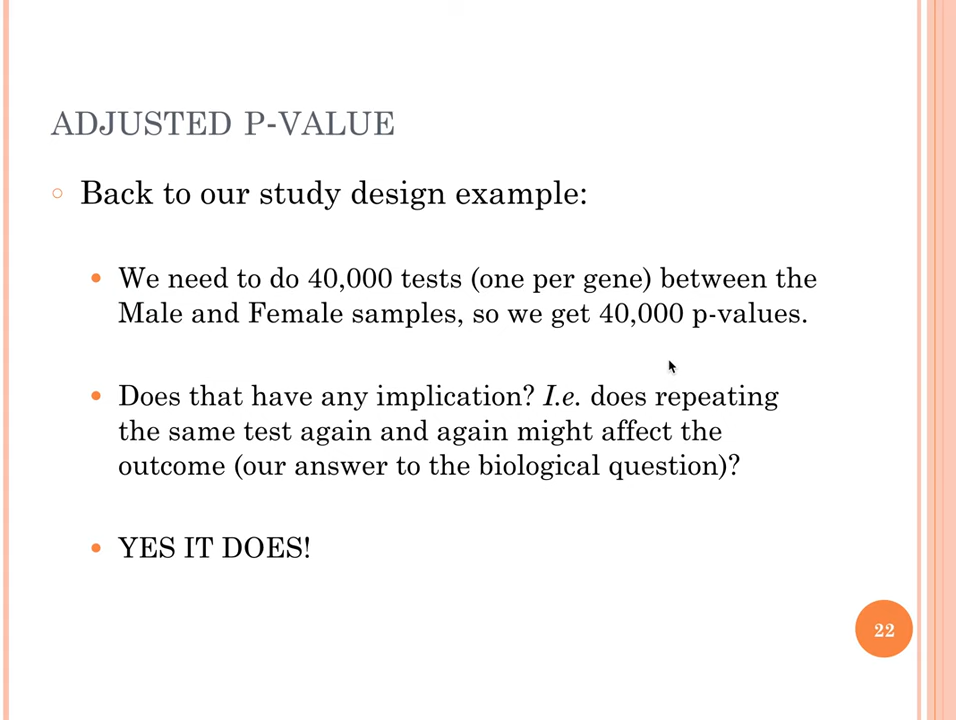 ADJUSTED P-VALUE
Back to our study design example:
We need to do 40,000 tests (one per gene) between the
Male and Female samples, so we get 40,000 p-values.
Does that have any implication? I.e. does repeating
the same test again and again might affect the
outcome (our answer to the biological question)?
YES IT DOES!
22